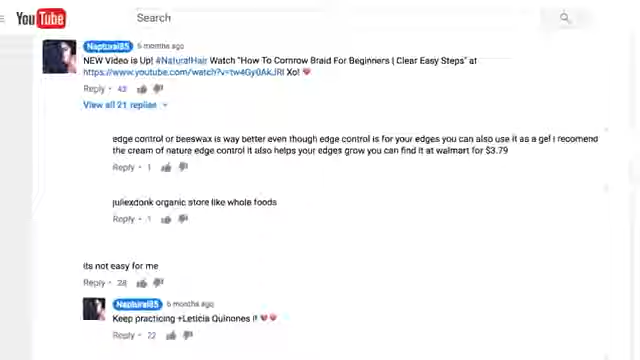 YouTube
Search
Naptural85 6 months ago
NEW Video is Up! #NaturalHair Watch "How To Cornrow Braid For Beginners ( Clear Easy Steps" at
https://www.youtube.com/watch?v=tw4Gy0AkJRI Xo!
Reply • 43
View all 21 replies
edge control or beeswax is way better even though edge control is for your edges you can also use it as a gel i recomend
the cream of nature edge control it also helps your edges grow you can find it at walmart for $3.79
Reply • 1
juliexdonk organic store like whole foods
Reply • 1
its not easy for me
Reply • 28
Naptural85 6 months ago
Keep practicing +Leticia Quinones !!
Reply • 22